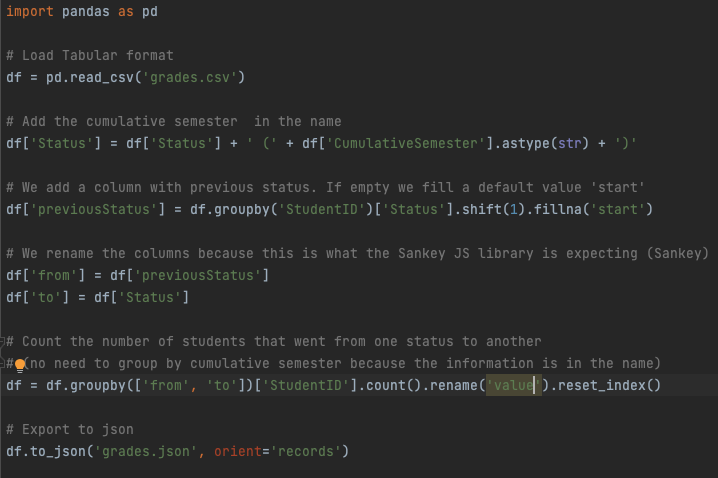 import pandas as pd
# Load Tabular format
df = pd.read_csv('grades.csv')
# Add the cumulative semester  in the name
df['Status'] = df['Status'] + ' (' + df['CumulativeSemester'].astype(str) + ')'
# We add a column with previous status. If empty we fill a default value 'start'
df['previousStatus'] = df.groupby('StudentID')['Status'].shift(1).fillna('start')
# We rename the columns because this is what the Sankey JS library is expecting (Sankey)
df['from'] = df['previousStatus']
df['to'] = df['Status']
# Count the number of students that went from one status to another
# (no need to group by cumulative semester because the information is in the name)
df = df.groupby(['from', 'to'])['StudentID'].count().rename('value').reset_index()
# Export to json
df.to_json('grades.json', orient='records')